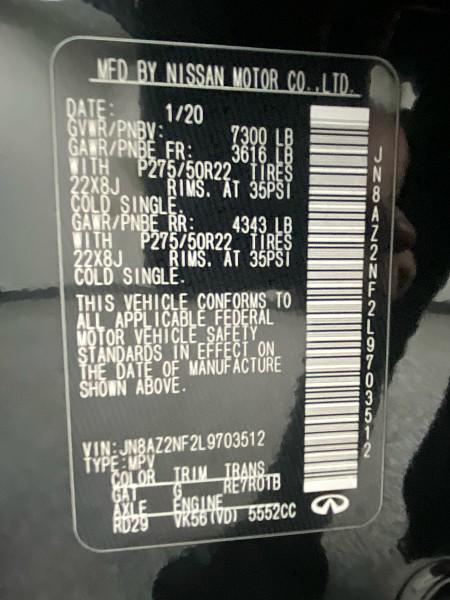 MFD BY NISSAN MOTOR CO.,LTD.
DATE: 1/20
GVWR/PNBV: 7300 LB
GAWR/PNBE FR: 3616 LB
WITH P275/50R22 TIRES
22X8J RIMS. AT 35PSI
COLD SINGLE.
GAWR/PNBE RR: 4343 LB
WITH P275/50R22 TIRES
22X8J RIMS. AT 35PSI
COLD SINGLE.
THIS VEHICLE CONFORMS TO
ALL APPLICABLE FEDERAL
MOTOR VEHICLE SAFETY
STANDARDS IN EFFECT ON
THE DATE OF MANUFACTURE
SHOWN ABOVE.
VIN:JN8AZ2NF2L9703512
TYPE:MPV
COLOR TRIM TRANS
GAT G RE7R01B
AXLE ENGINE
RD29 VK56(VD) 5552CC
JN8AZ2NF2L9703512